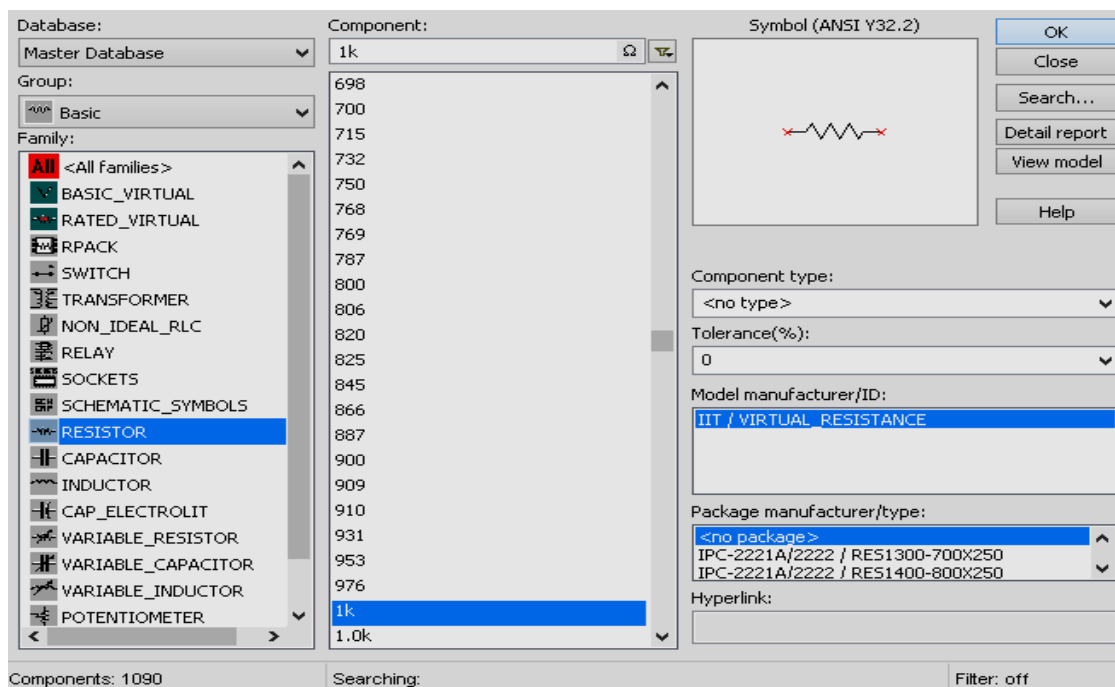 Database:
Master Database
Group:
Basic
Family:
All <All families>
BASIC_VIRTUAL
RATED_VIRTUAL
RPACK
SWITCH
TRANSFORMER
NON_IDEAL_RLC
RELAY
SOCKETS
SCHEMATIC_SYMBOLS
RESISTOR
CAPACITOR
INDUCTOR
CAP_ELECTROLIT
VARIABLE_RESISTOR
VARIABLE_CAPACITOR
VARIABLE_INDUCTOR
POTENTIOMETER
Component:
1k Ω
698
700
715
732
750
768
769
787
800
806
820
825
845
866
887
900
909
910
931
953
976
1k
1.0k
Symbol (ANSI Y32.2)
OK
Close
Search...
Detail report
View model
Help
Component type:
<no type>
Tolerance(%):
0
Model manufacturer/ID:
IIT / VIRTUAL_RESISTANCE
Package manufacturer/type:
<no package>
IPC-2221A/2222 / RES1300-700X250
IPC-2221A/2222 / RES1400-800X250
Hyperlink:
Components: 1090
Searching:
Filter: off